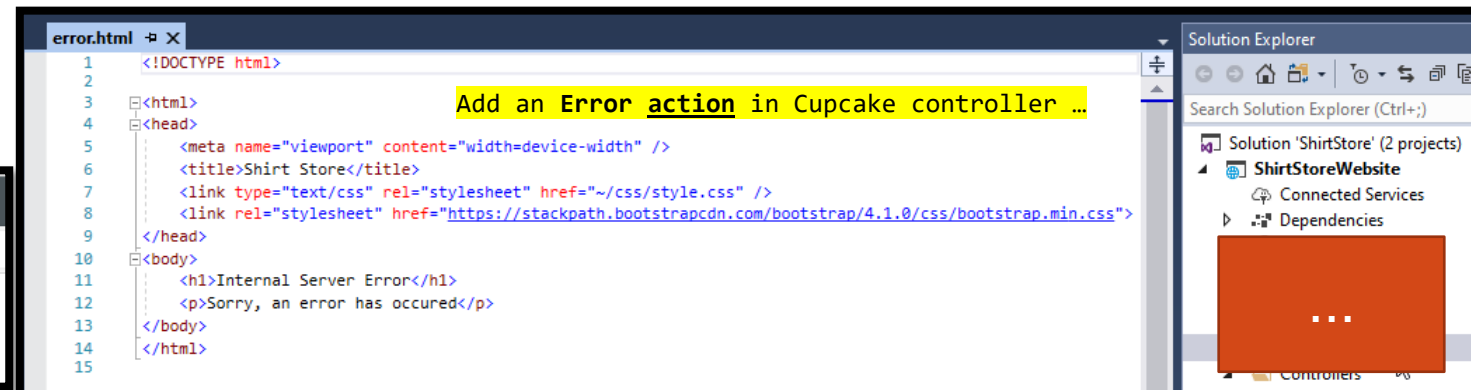 error.html
1 <!DOCTYPE html>
2
3 <html>
4 <head>
5 <meta name="viewport" content="width=device-width" />
6 <title>Shirt Store</title>
7 <link type="text/css" rel="stylesheet" href="~/css/style.css" />
8 <link rel="stylesheet" href="https://stackpath.bootstrapcdn.com/bootstrap/4.1.0/css/bootstrap.min.css">
9 </head>
10 <body>
11 <h1>Internal Server Error</h1>
12 <p>Sorry, an error has occured</p>
13 </body>
14 </html>
15
Add an Error action in Cupcake controller …
Solution Explorer
Search Solution Explorer (Ctrl+;)
Solution 'ShirtStore' (2 projects)
ShirtStoreWebsite
Connected Services
Dependencies
...
Controllers